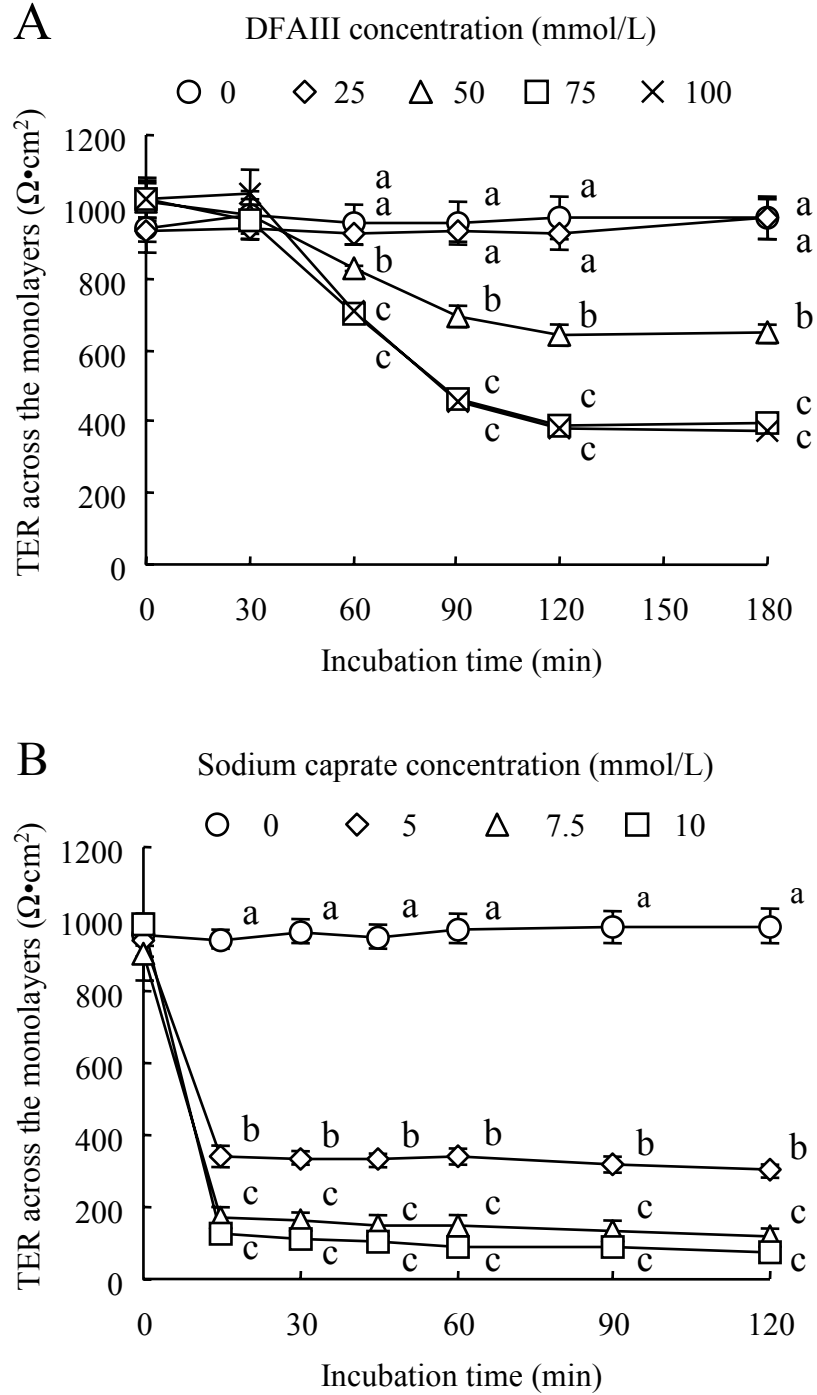 A
DFAIII concentration (mmol/L)
0 25 50 75 100
TER across the monolayers (Ω•cm²)
1200
1000
800
600
400
200
0
a a a a
a a a a
b b b b
c c c c
c c c c
0 30 60 90 120 150 180
Incubation time (min)
B
Sodium caprate concentration (mmol/L)
0 5 7.5 10
TER across the monolayers (Ω•cm²)
1200
1000
800
600
400
200
0
a a a a a a
b b b b b b
c c c c c c
c c c c c c
0 30 60 90 120
Incubation time (min)